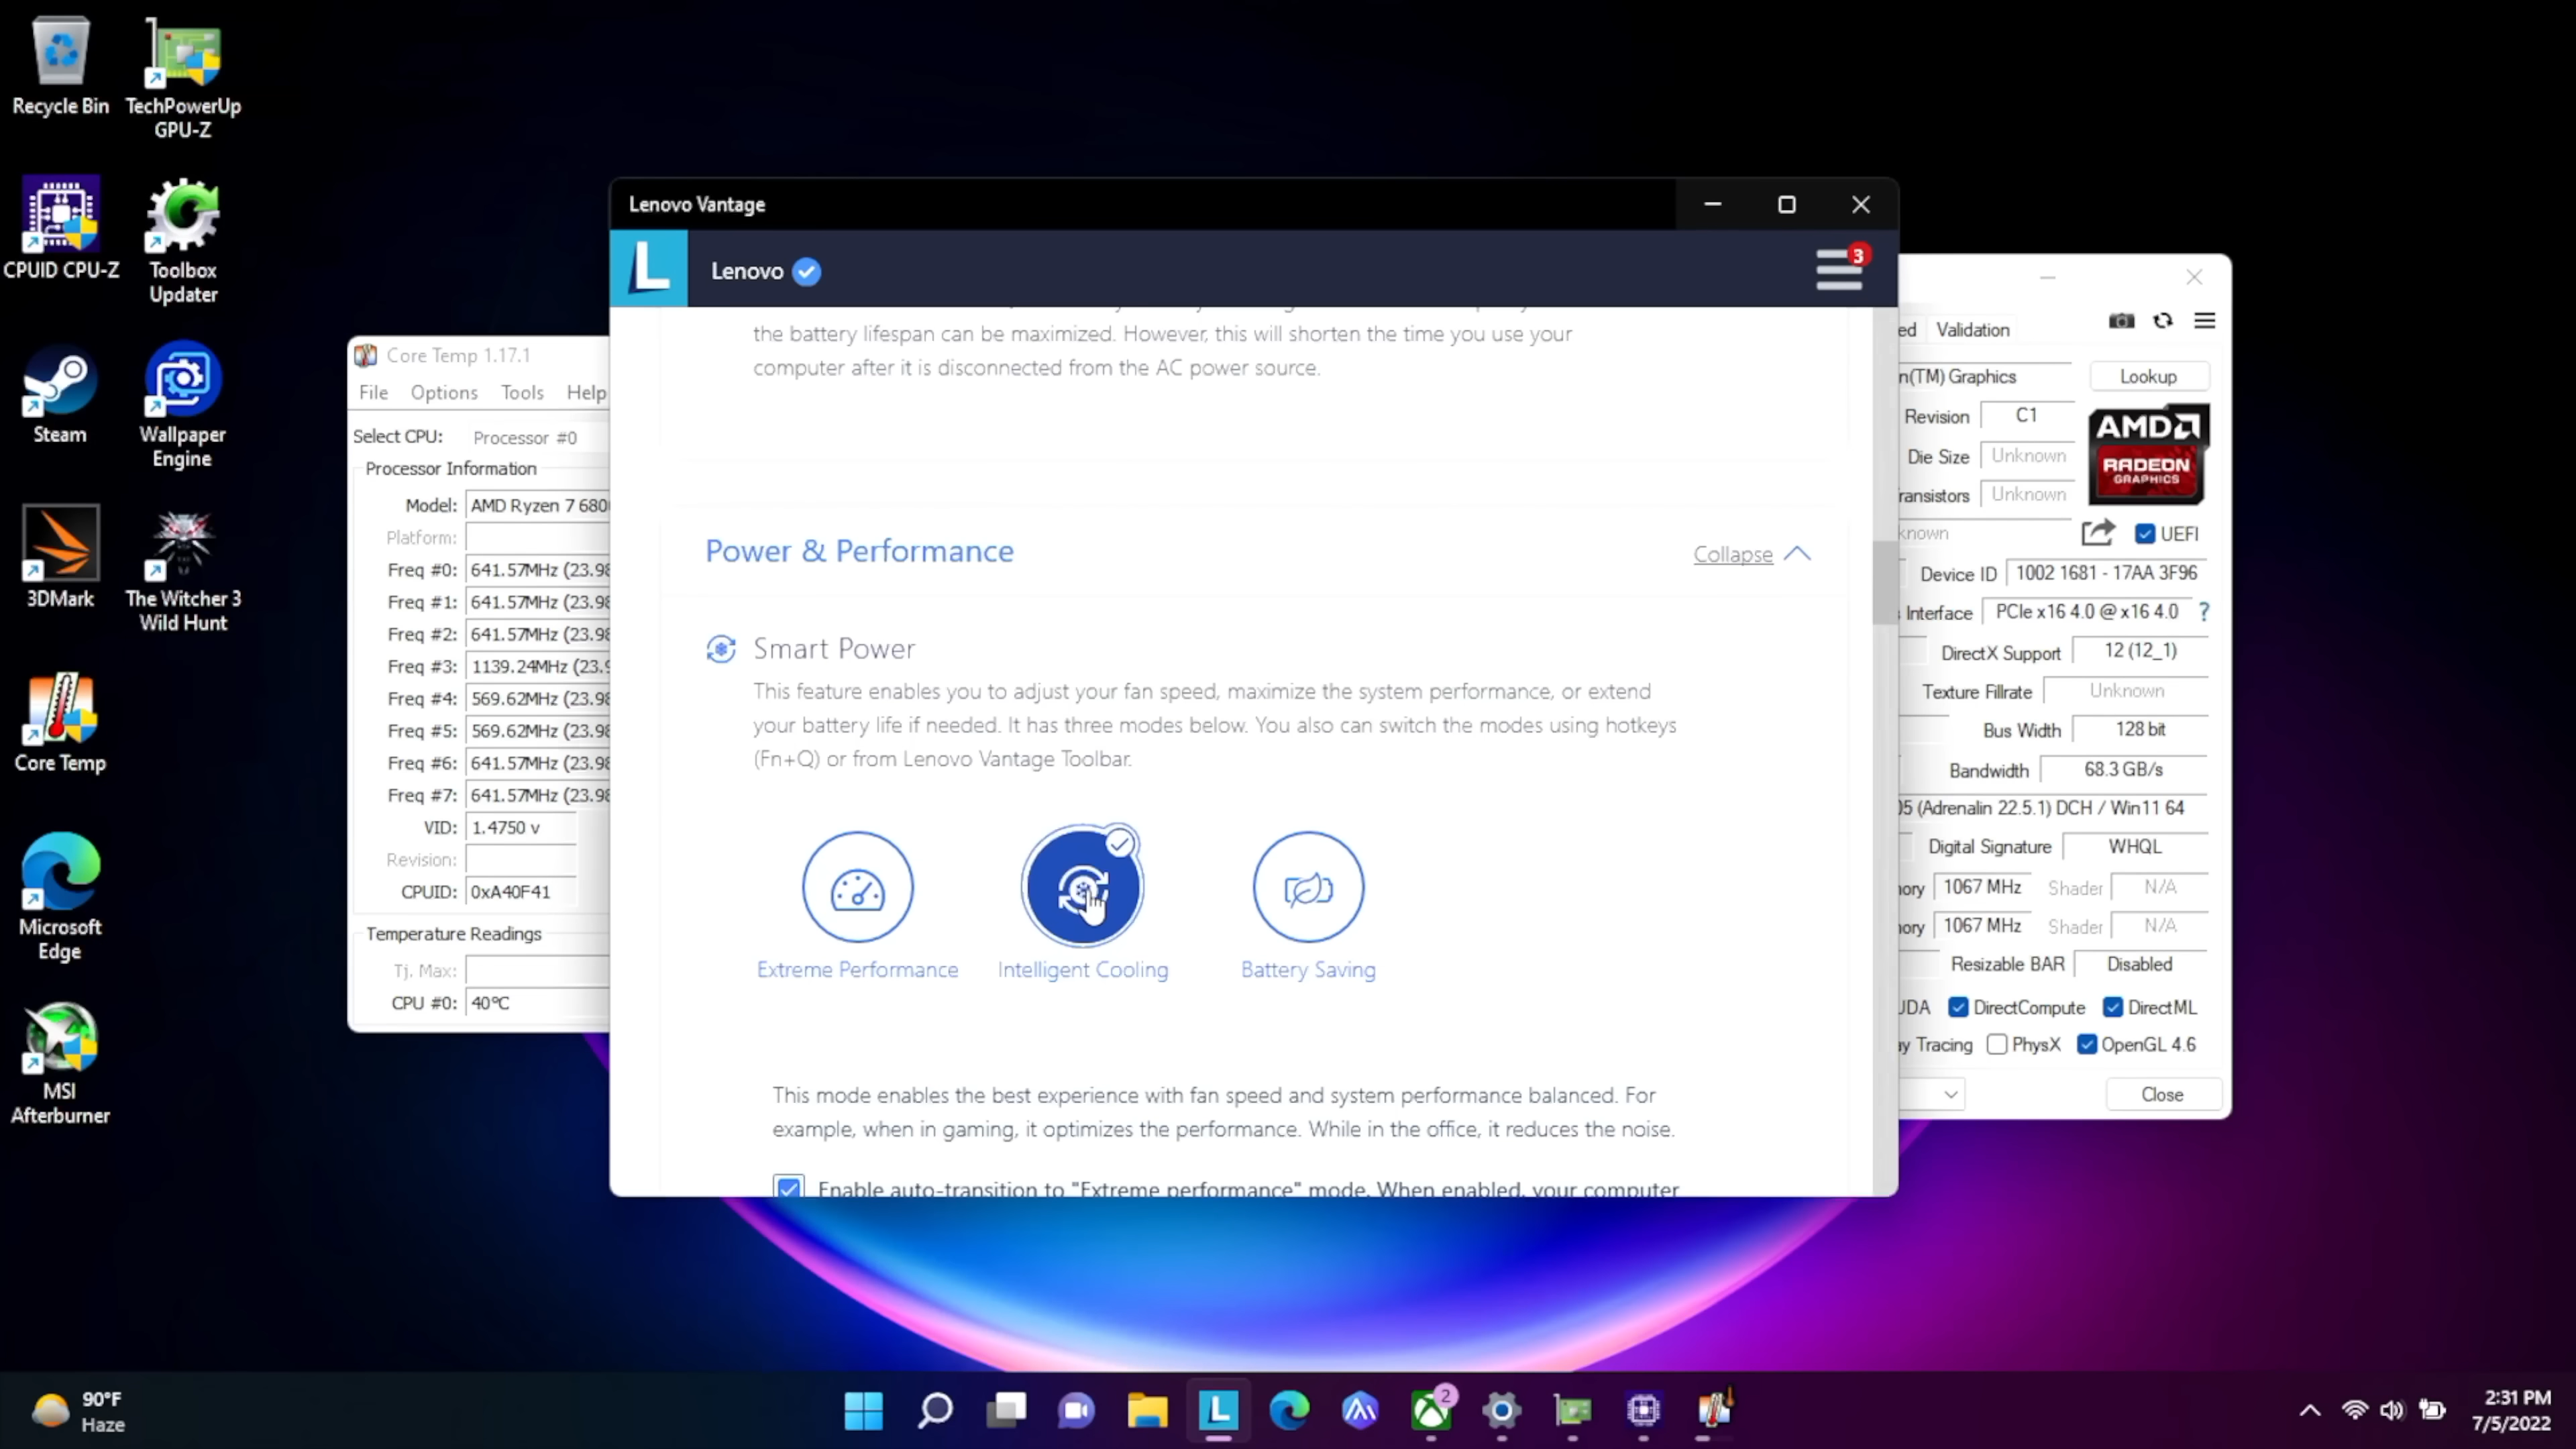 Recycle Bin
TechPowerUp
GPU-Z
CPUID CPU-Z
Toolbox
Updater
Steam
Wallpaper
Engine
3DMark
The Witcher 3
Wild Hunt
Core Temp
Microsoft
Edge
MSI
Afterburner
Core Temp 1.17.1
File Options Tools Help
Select CPU: Processor #0
Processor Information
Model: AMD Ryzen 7 680
Platform:
Freq #0: 641.57MHz (23.98
Freq #1: 641.57MHz (23.98
Freq #2: 641.57MHz (23.98
Freq #3: 1139.24MHz (23.9
Freq #4: 569.62MHz (23.98
Freq #5: 569.62MHz (23.98
Freq #6: 641.57MHz (23.98
Freq #7: 641.57MHz (23.98
VID: 1.4750 v
Revision:
CPUID: 0xA40F41
Temperature Readings
Tj. Max:
CPU #0: 40°C
Lenovo Vantage
L
Lenovo
3
the battery lifespan can be maximized. However, this will shorten the time you use your
computer after it is disconnected from the AC power source.
Power & Performance
Collapse
Smart Power
This feature enables you to adjust your fan speed, maximize the system performance, or extend
your battery life if needed. It has three modes below. You also can switch the modes using hotkeys
(Fn+Q) or from Lenovo Vantage Toolbar.
Extreme Performance
Intelligent Cooling
Battery Saving
This mode enables the best experience with fan speed and system performance balanced. For
example, when in gaming, it optimizes the performance. While in the office, it reduces the noise.
Enable auto-transition to "Extreme performance" mode. When enabled, your computer
ed Validation
n(TM) Graphics Lookup
Revision C1
AMD
RADEON
GRAPHICS
Die Size Unknown
ransistors Unknown
known UEFI
Device ID 1002 1681 - 17AA 3F96
Interface PCIe x16 4.0 @ x16 4.0 ?
DirectX Support 12 (12_1)
Texture Fillrate Unknown
Bus Width 128 bit
Bandwidth 68.3 GB/s
05 (Adrenalin 22.5.1) DCH / Win11 64
Digital Signature WHQL
ory 1067 MHz Shader N/A
ory 1067 MHz Shader N/A
Resizable BAR Disabled
UDA DirectCompute DirectML
y Tracing PhysX OpenGL 4.6
Close
90°F
Haze
L
2
2:31 PM
7/5/2022